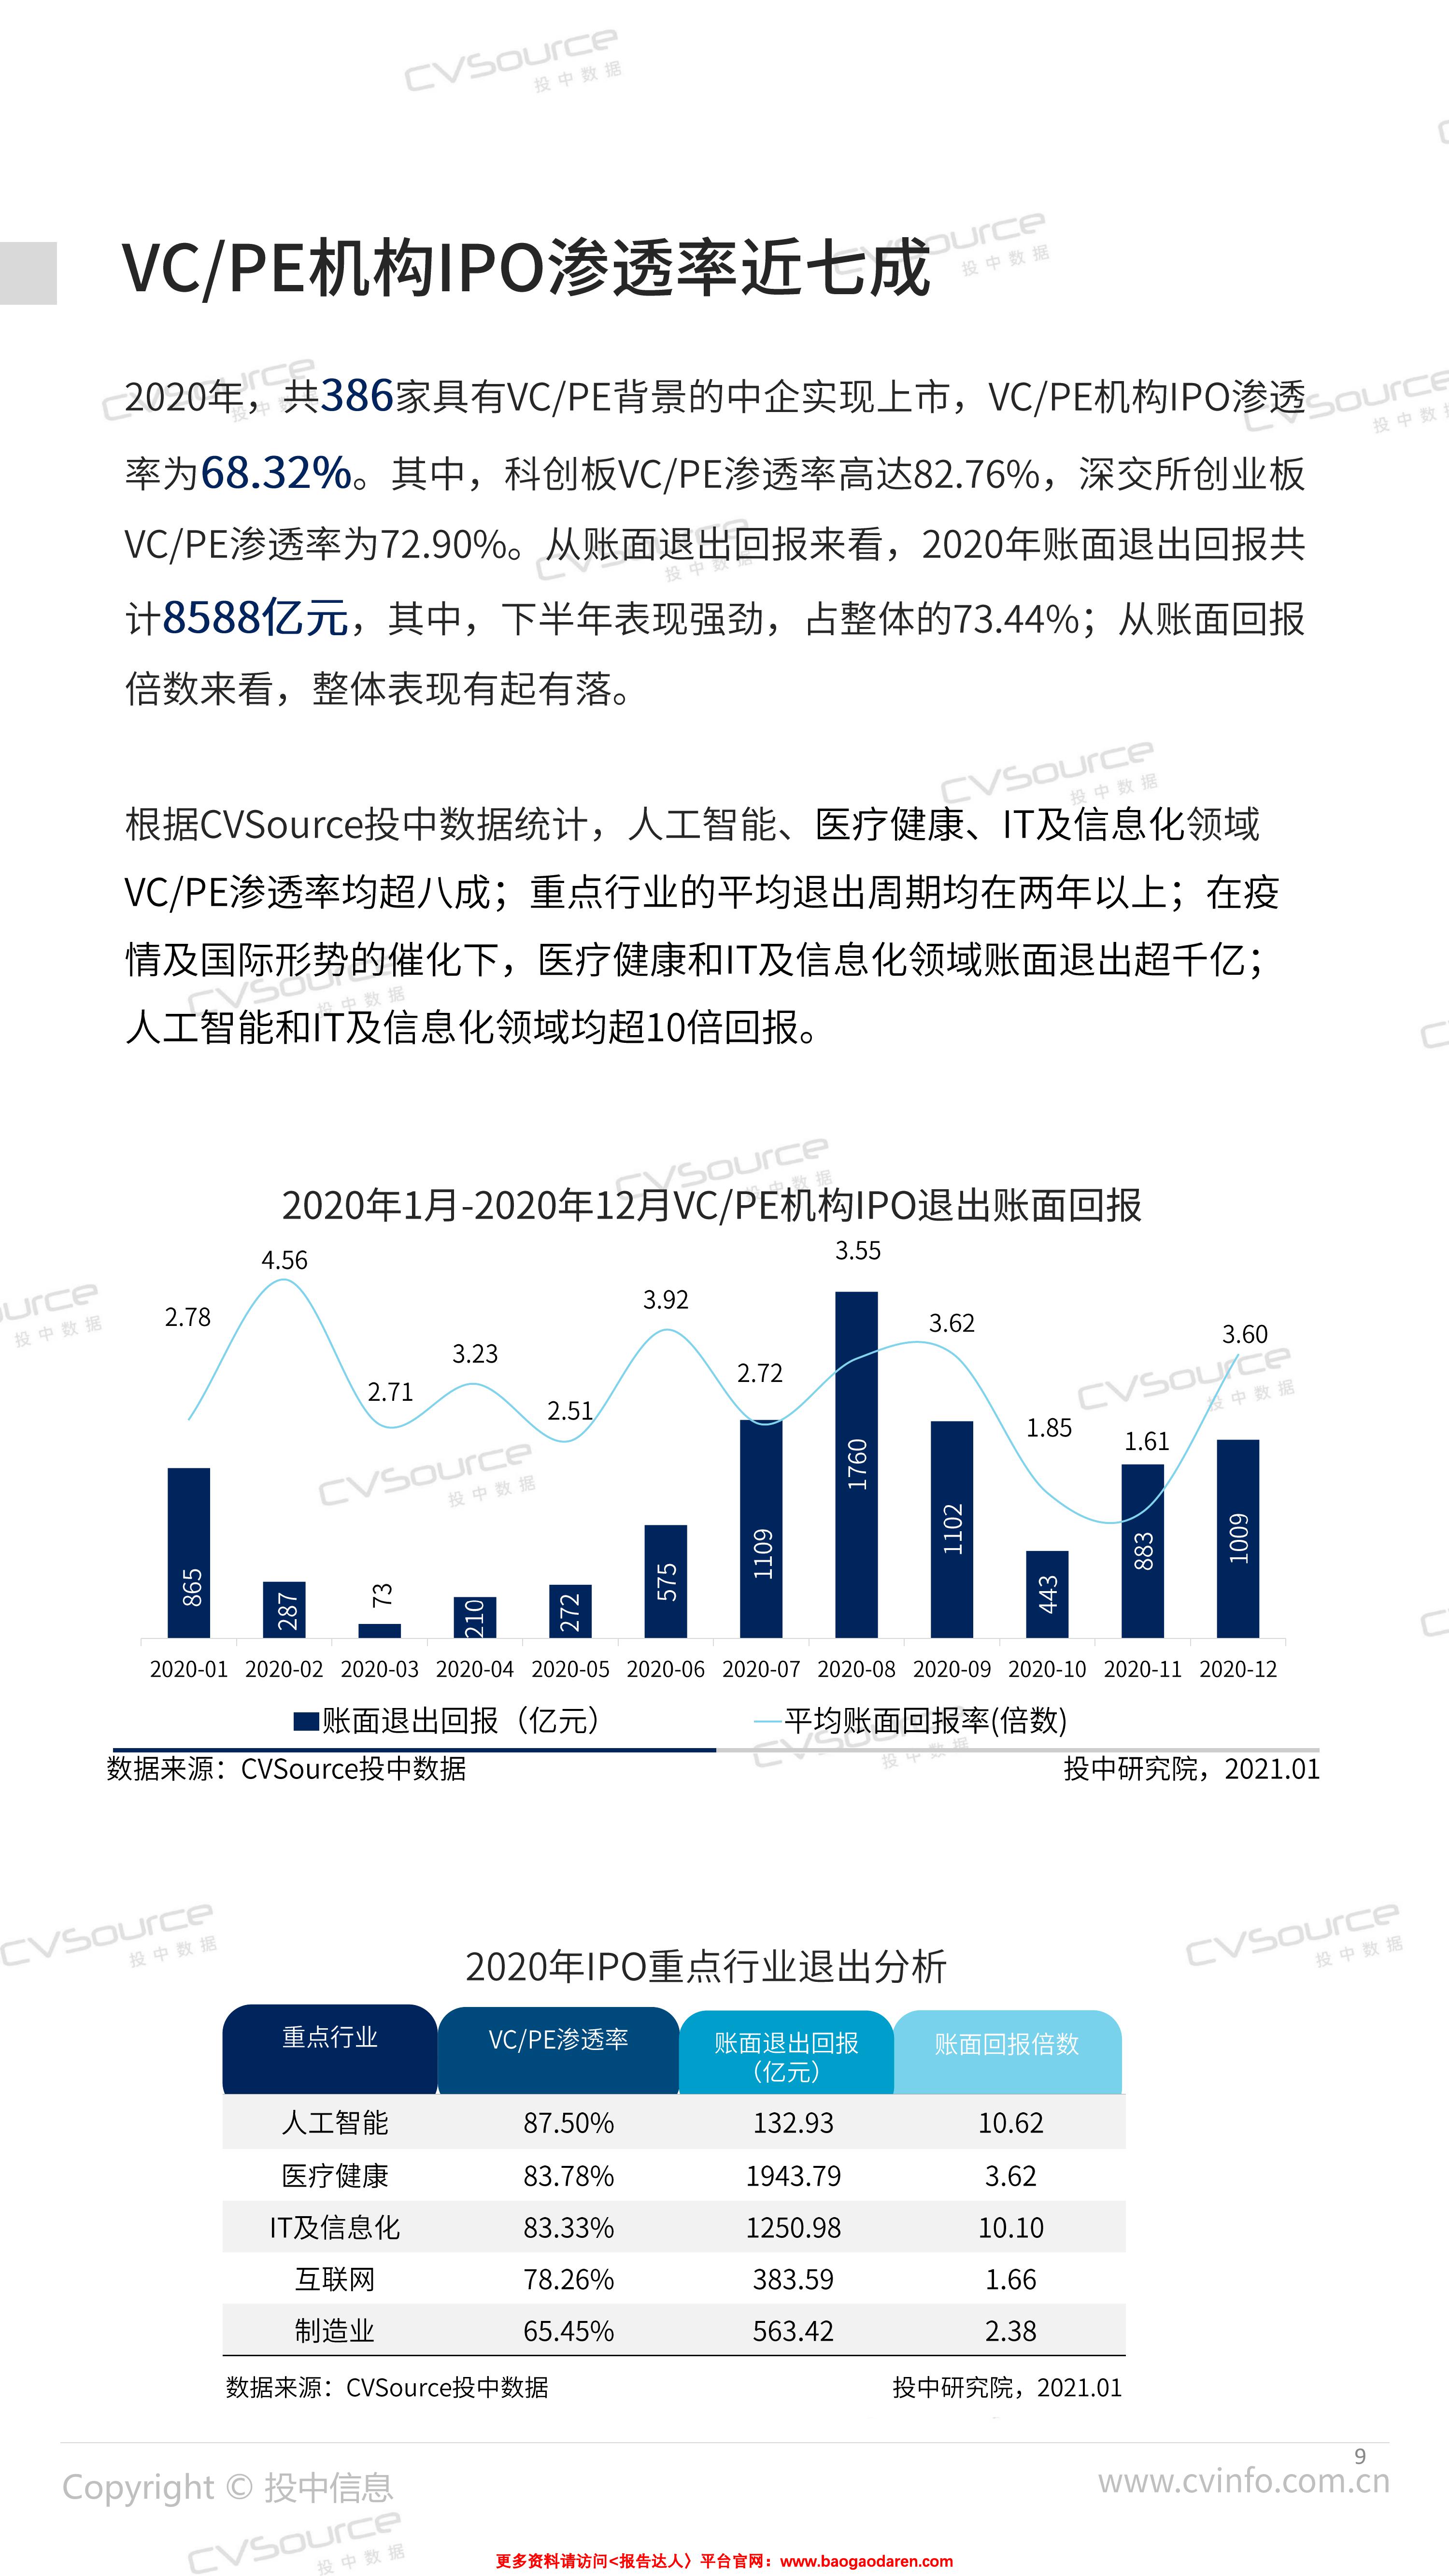 CVSource
投中数据
VC/PE机构IPO渗透率近七成
2020年，共386家具有VC/PE背景的中企实现上市，VC/PE机构IPO渗透
率为68.32%。其中，科创板VC/PE渗透率高达82.76%，深交所创业板
VC/PE渗透率为72.90%。从账面退出回报来看，2020年账面退出回报共
计8588亿元，其中，下半年表现强劲，占整体的73.44%；从账面回报
倍数来看，整体表现有起有落。
根据CVSource投中数据统计，人工智能、医疗健康、IT及信息化领域
VC/PE渗透率均超八成；重点行业的平均退出周期均在两年以上；在疫
情及国际形势的催化下，医疗健康和IT及信息化领域账面退出超千亿；
人工智能和IT及信息化领域均超10倍回报。
2020年1月-2020年12月VC/PE机构IPO退出账面回报
2.78 4.56 2.71 3.23 2.51 3.92 2.72 3.55 3.62 1.85 1.61 3.60
865 287 73 210 272 575 1109 1760 1102 443 883 1009
2020-01 2020-02 2020-03 2020-04 2020-05 2020-06 2020-07 2020-08 2020-09 2020-10 2020-11 2020-12
账面退出回报（亿元） 平均账面回报率(倍数)
数据来源：CVSource投中数据 投中研究院，2021.01
2020年IPO重点行业退出分析
重点行业 VC/PE渗透率 账面退出回报 账面回报倍数
（亿元）
人工智能 87.50% 132.93 10.62
医疗健康 83.78% 1943.79 3.62
IT及信息化 83.33% 1250.98 10.10
互联网 78.26% 383.59 1.66
制造业 65.45% 563.42 2.38
数据来源：CVSource投中数据 投中研究院，2021.01
9
Copyright © 投中信息 www.cvinfo.com.cn
更多资料请访问<报告达人〉平台官网：www.baogaodaren.com